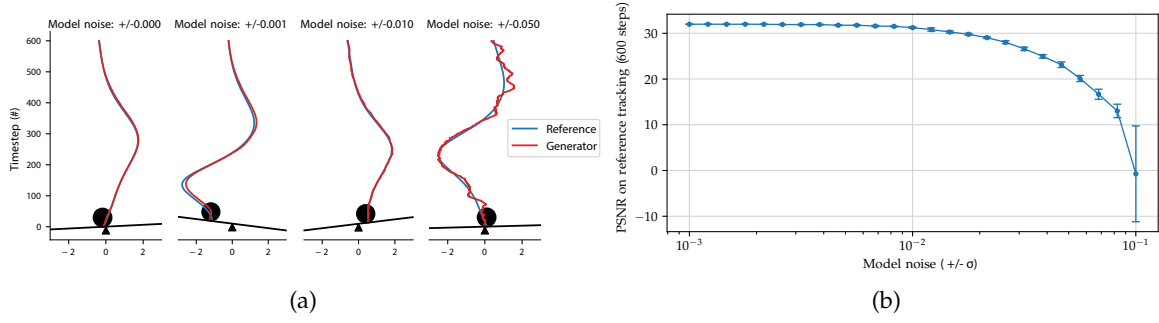 Model noise: +/-0.000 Model noise: +/-0.001 Model noise: +/-0.010 Model noise: +/-0.050
600
500
400
300
200
100
0
Timestep (#)
Reference
Generator
−2 0 2 −2 0 2 −2 0 2 −2 0 2
(a)
PSNR on reference tracking (600 steps)
30
20
10
0
−10
10⁻³ 10⁻² 10⁻¹
Model noise ( +/- σ)
(b)